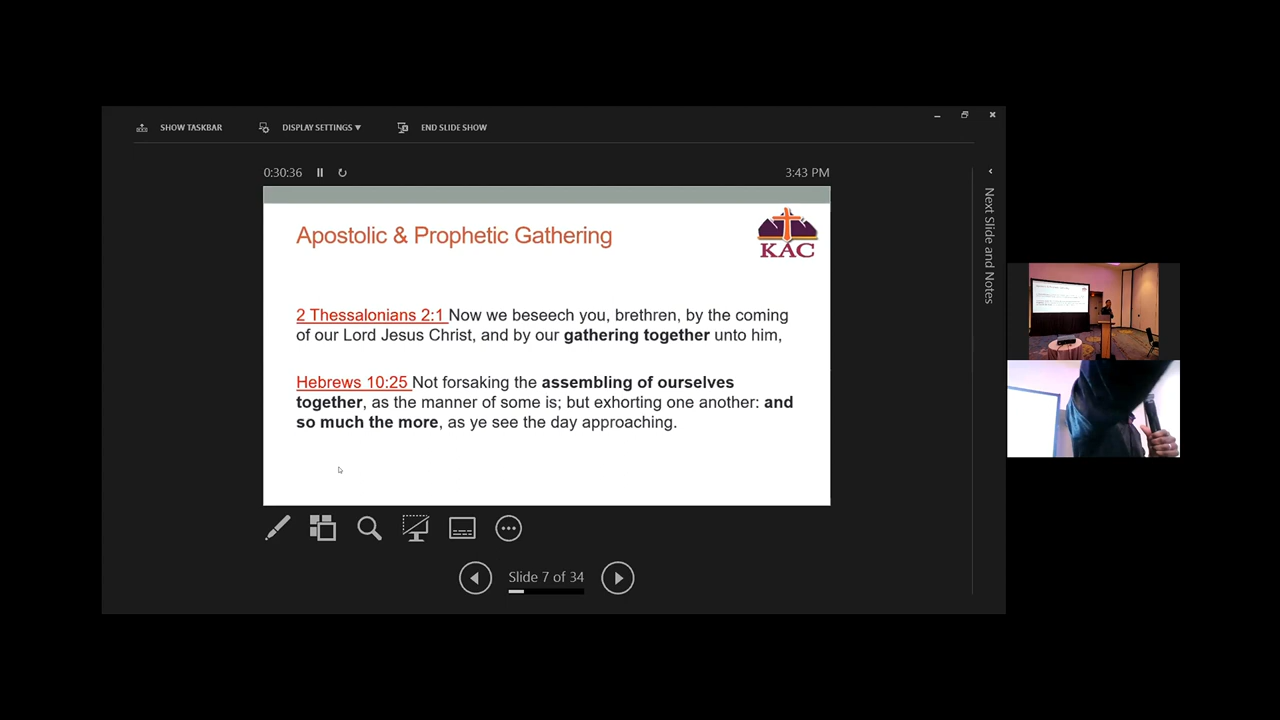 SHOW TASKBAR DISPLAY SETTINGS ▾ END SLIDE SHOW
0:30:36 3:43 PM
Apostolic & Prophetic Gathering
KAC
2 Thessalonians 2:1 Now we beseech you, brethren, by the coming
of our Lord Jesus Christ, and by our gathering together unto him,
Hebrews 10:25 Not forsaking the assembling of ourselves
together, as the manner of some is; but exhorting one another: and
so much the more, as ye see the day approaching.
Slide 7 of 34
Next Slide and Notes